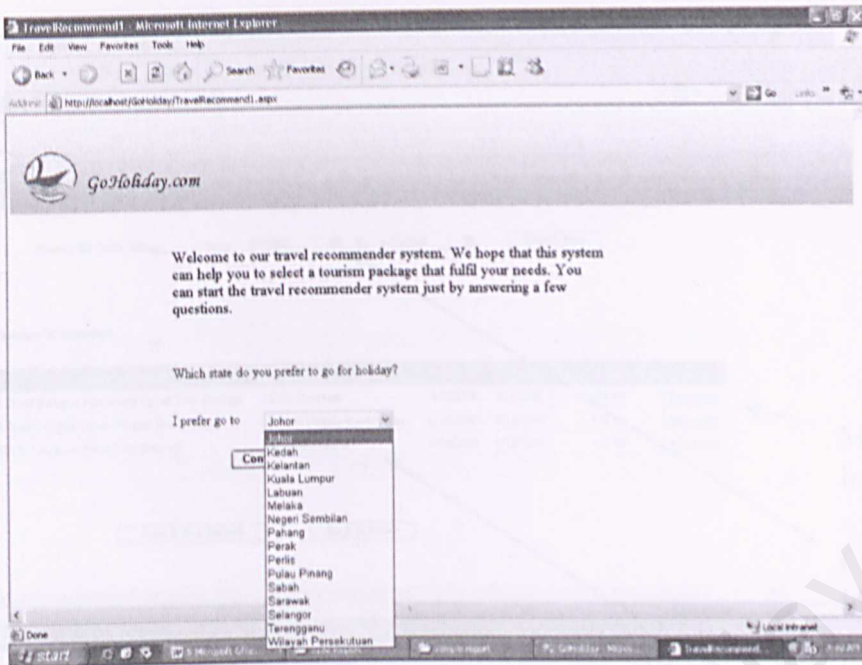 TravelRecommend1 - Microsoft Internet Explorer
File Edit View Favorites Tools Help
Back Search Favorites
Address http://localhost/GoHoliday/TravelRecommend1.aspx Go Links
GoHoliday.com
Welcome to our travel recommender system. We hope that this system
can help you to select a tourism package that fulfil your needs. You
can start the travel recommender system just by answering a few
questions.
Which state do you prefer to go for holiday?
I prefer go to Johor
Johor
Con
Kedah
Kelantan
Kuala Lumpur
Labuan
Melaka
Negeri Sembilan
Pahang
Perak
Perlis
Pulau Pinang
Sabah
Sarawak
Selangor
Terengganu
Wilayah Persekutuan
Done Local intranet
start